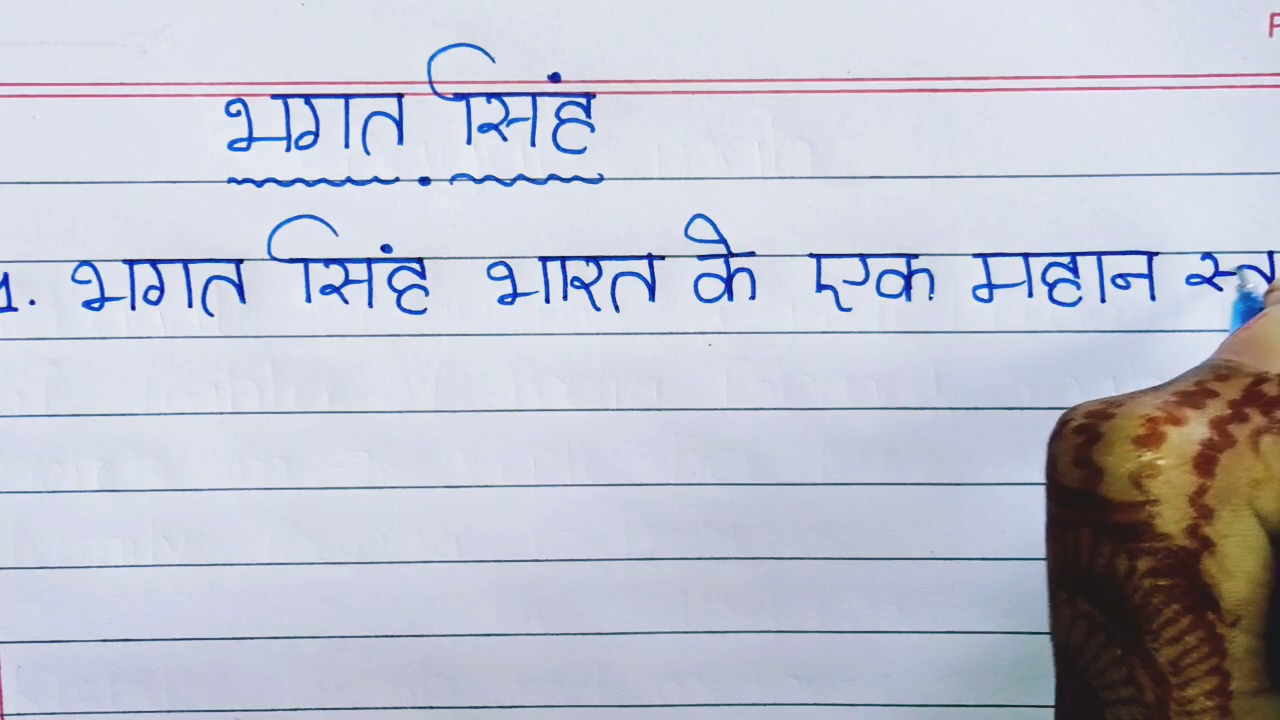 भगत सिंह
1. भगत सिंह भारत के एक महान